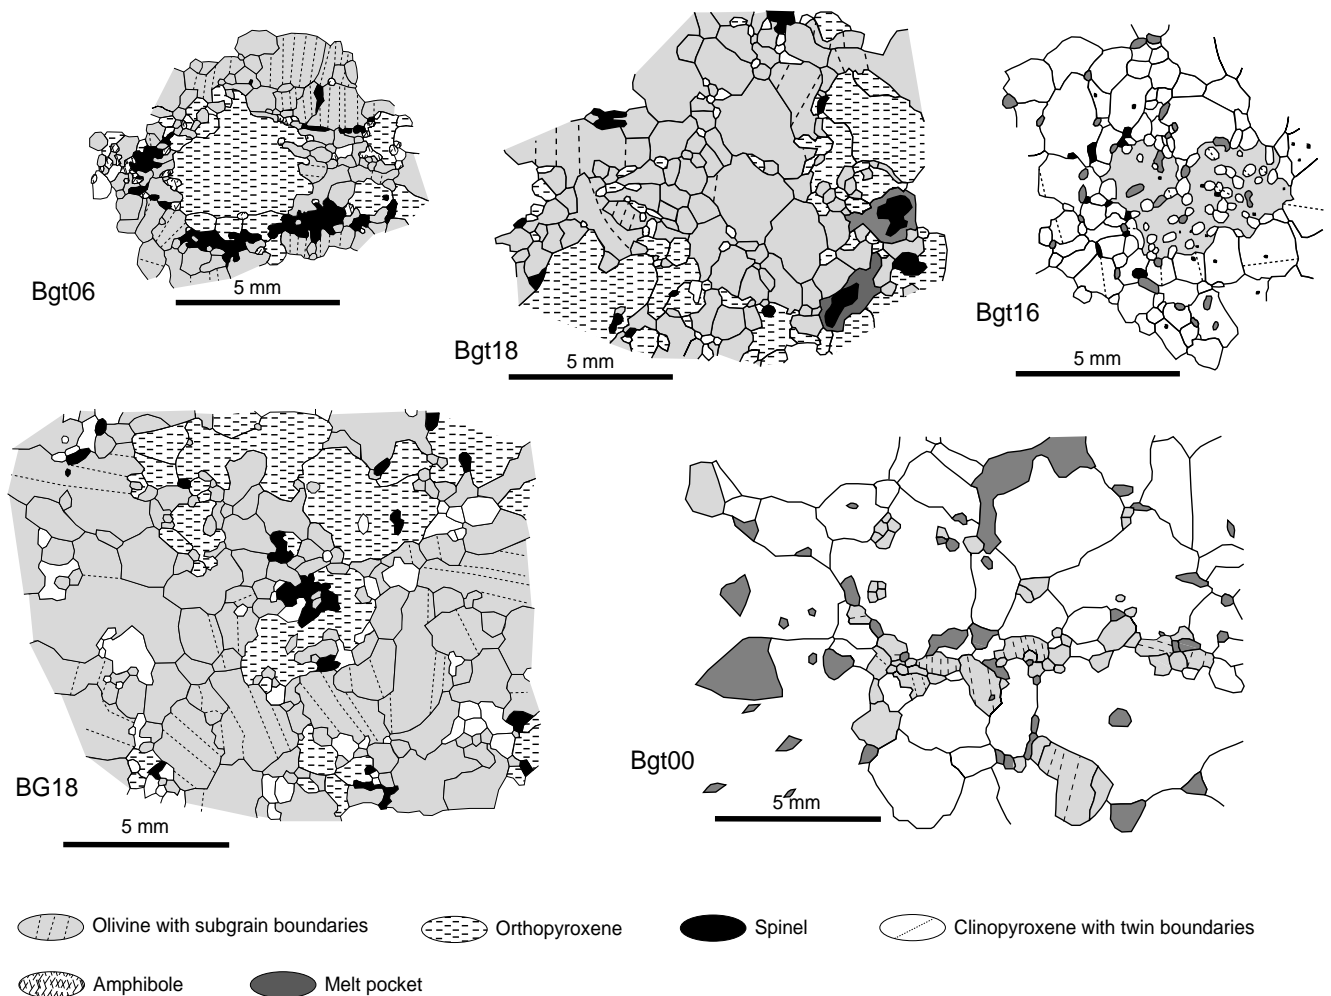 Bgt06
5 mm
Bgt18
5 mm
Bgt16
5 mm
BG18
5 mm
Bgt00
5 mm
Olivine with subgrain boundaries
Orthopyroxene
Spinel
Clinopyroxene with twin boundaries
Amphibole
Melt pocket